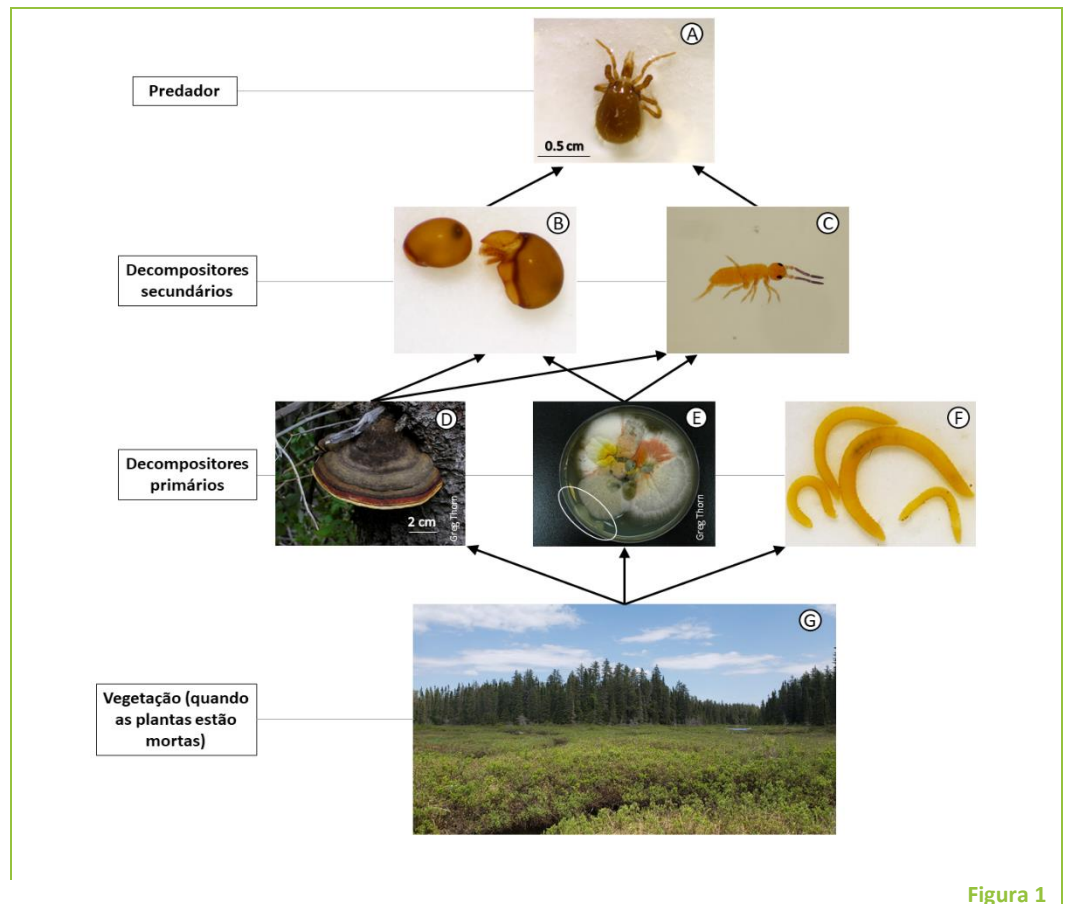 A
Predador
0.5 cm
B
C
Decompositores
secundários
D
E
F
Decompositores
primários
2 cm
Greg Thorn
Greg Thorn
G
Vegetação (quando
as plantas estão
mortas)
Figura 1